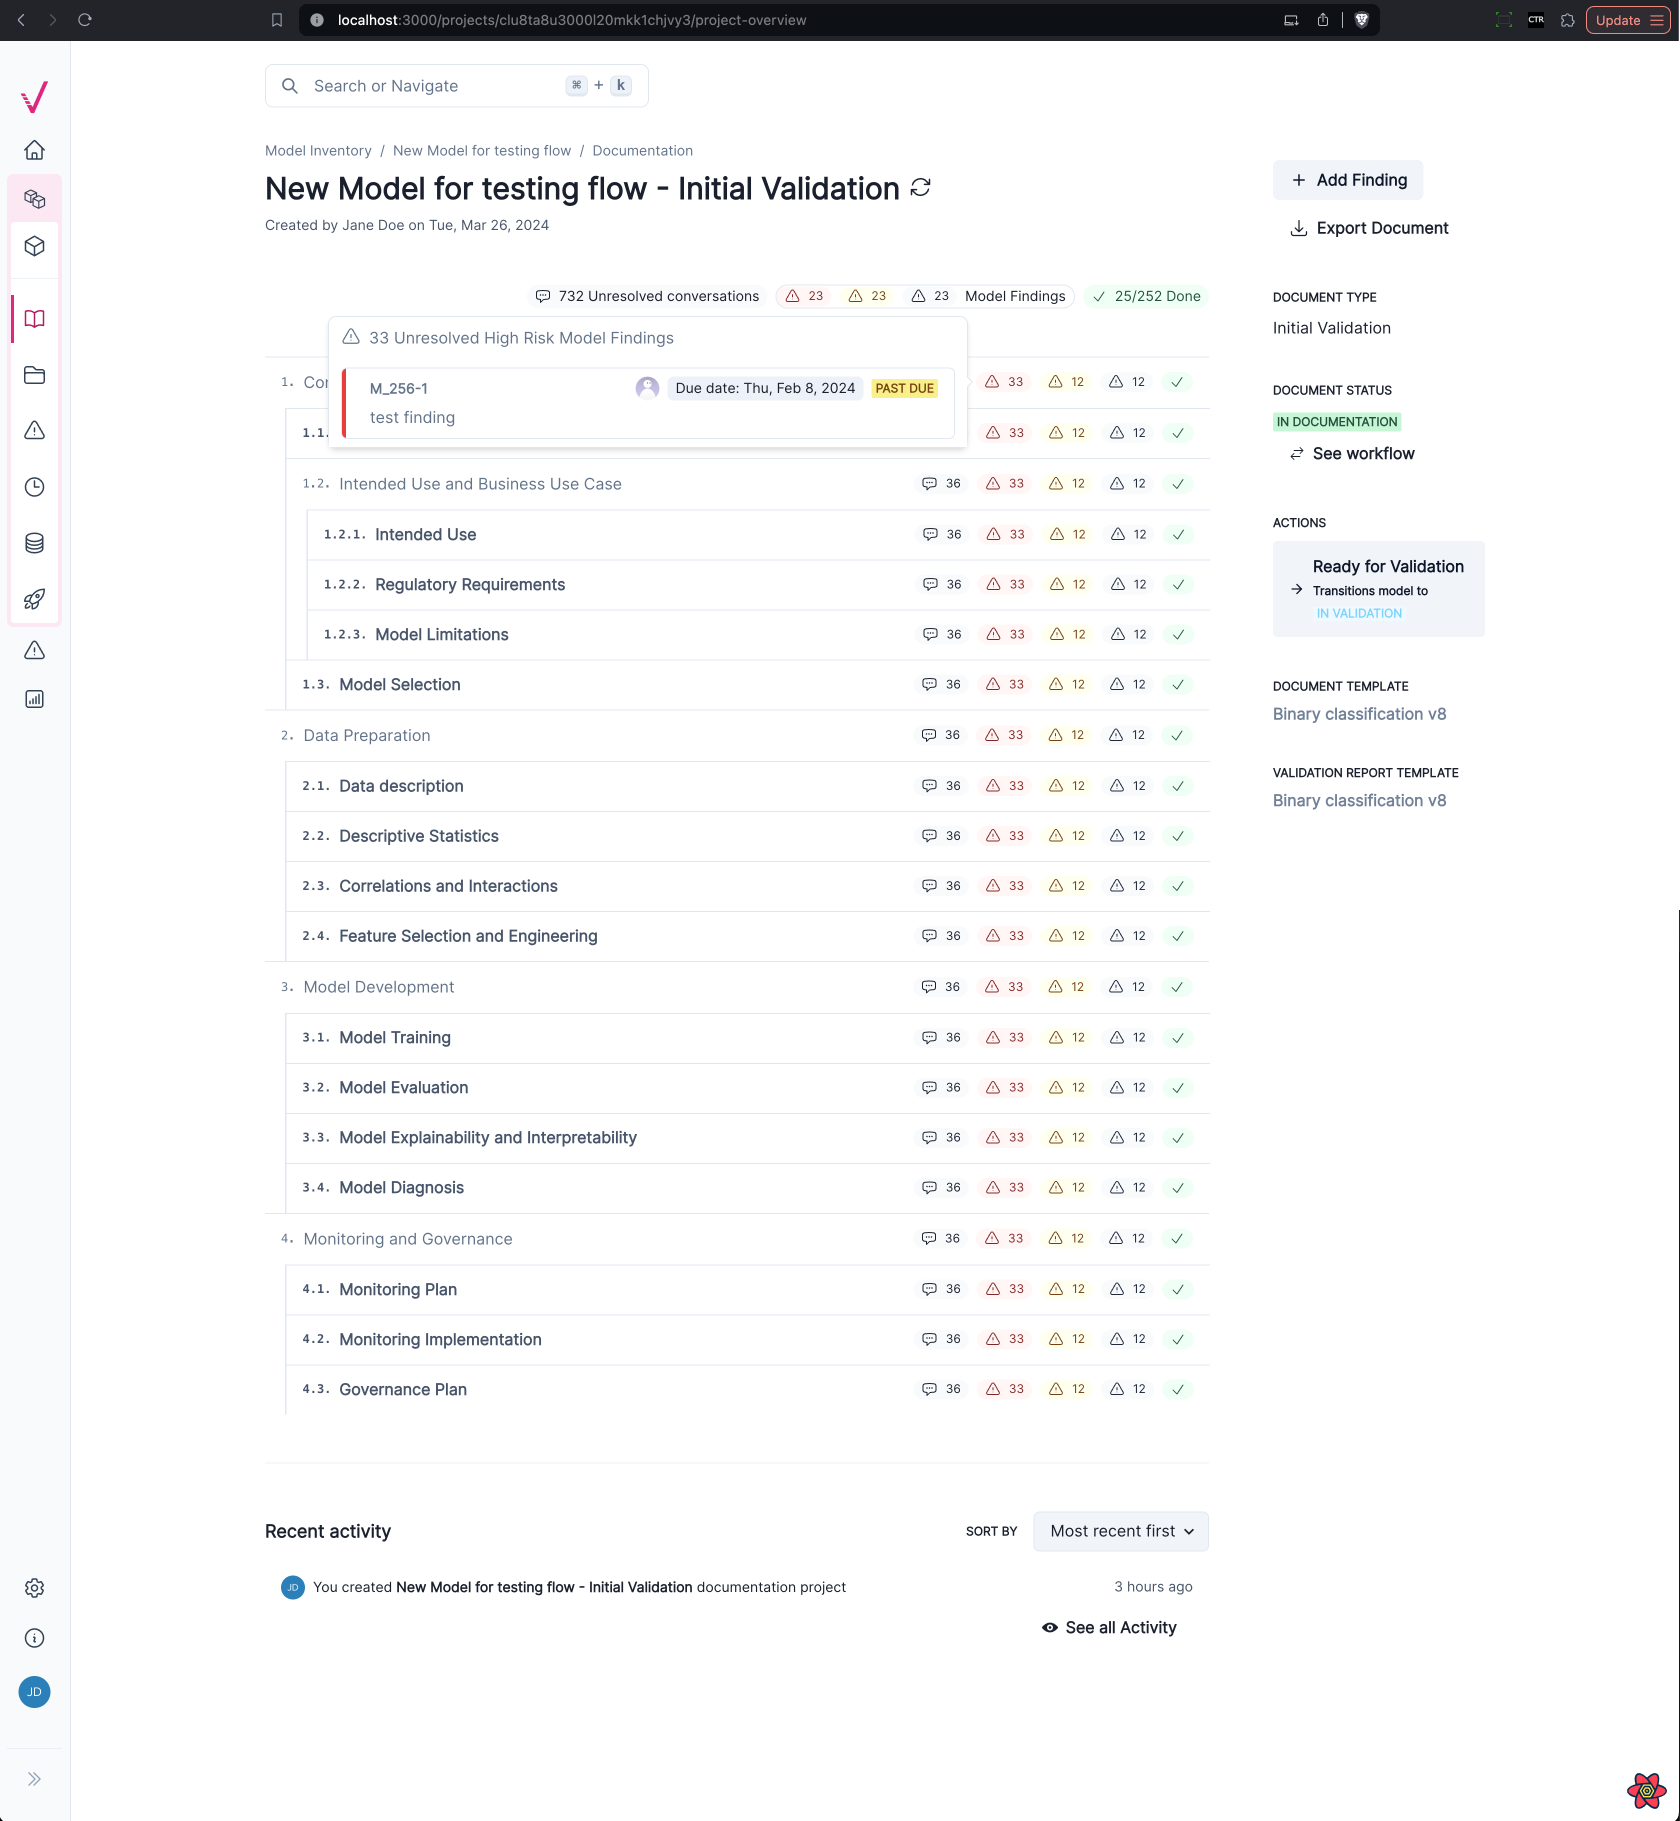 localhost:3000/projects/clu8ta8u3000l20mkk1chjvy3/project-overview
CTR
Update
Search or Navigate ⌘ + k
Model Inventory / New Model for testing flow / Documentation
New Model for testing flow - Initial Validation
Created by Jane Doe on Tue, Mar 26, 2024
Add Finding
Export Document
732 Unresolved conversations 23 23 23 Model Findings 25/252 Done
33 Unresolved High Risk Model Findings
M_256-1 Due date: Thu, Feb 8, 2024 PAST DUE
test finding
1. 33 12 12
1.1. 33 12 12
1.2. Intended Use and Business Use Case 36 33 12 12
1.2.1. Intended Use 36 33 12 12
1.2.2. Regulatory Requirements 36 33 12 12
1.2.3. Model Limitations 36 33 12 12
1.3. Model Selection 36 33 12 12
2. Data Preparation 36 33 12 12
2.1. Data description 36 33 12 12
2.2. Descriptive Statistics 36 33 12 12
2.3. Correlations and Interactions 36 33 12 12
2.4. Feature Selection and Engineering 36 33 12 12
3. Model Development 36 33 12 12
3.1. Model Training 36 33 12 12
3.2. Model Evaluation 36 33 12 12
3.3. Model Explainability and Interpretability 36 33 12 12
3.4. Model Diagnosis 36 33 12 12
4. Monitoring and Governance 36 33 12 12
4.1. Monitoring Plan 36 33 12 12
4.2. Monitoring Implementation 36 33 12 12
4.3. Governance Plan 36 33 12 12
DOCUMENT TYPE
Initial Validation
DOCUMENT STATUS
IN DOCUMENTATION
See workflow
ACTIONS
Ready for Validation
Transitions model to
IN VALIDATION
DOCUMENT TEMPLATE
Binary classification v8
VALIDATION REPORT TEMPLATE
Binary classification v8
Recent activity SORT BY Most recent first
JD You created New Model for testing flow - Initial Validation documentation project 3 hours ago
See all Activity
JD